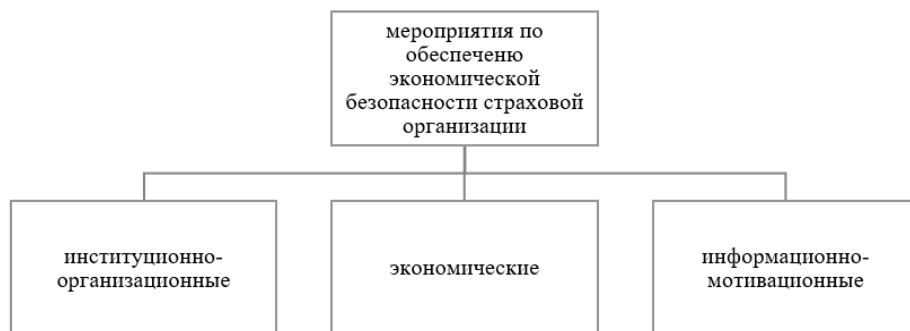 мероприятия по
обеспеченю
экономической
безопасности страховой
организации
институционно-
организационные
экономические
информационно-
мотивационные